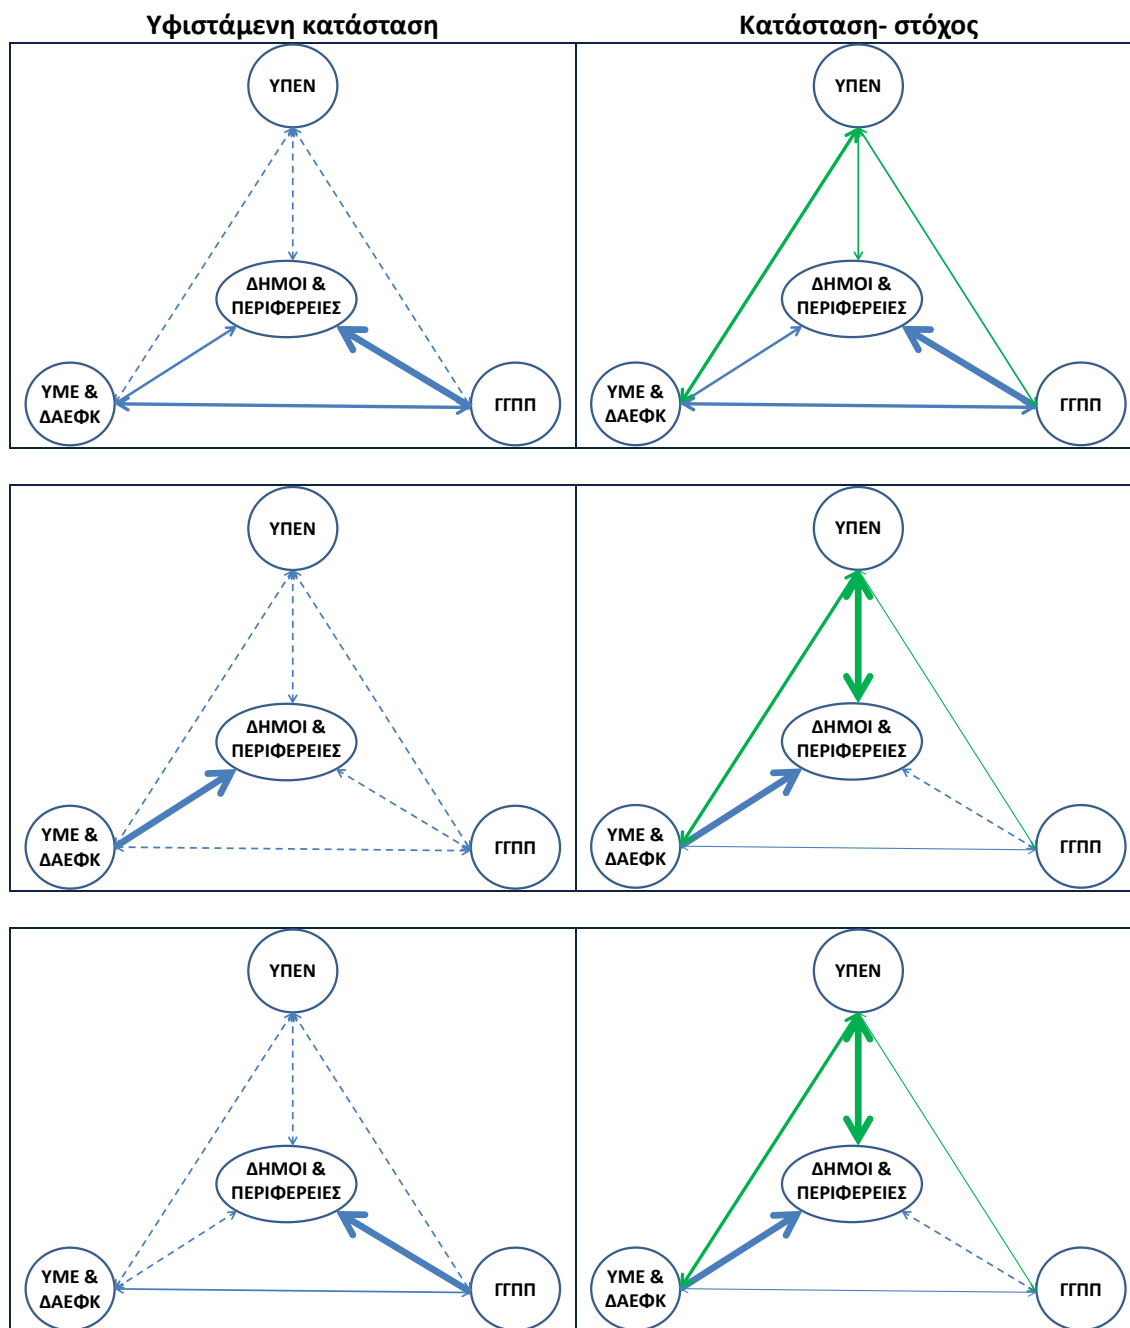 Υφιστάμενη κατάσταση
Κατάσταση- στόχος
ΥΠΕΝ
ΔΗΜΟΙ &
ΠΕΡΙΦΕΡΕΙΕΣ
ΥΜΕ &
ΔΑΕΦΚ
ΓΓΠΠ
ΥΠΕΝ
ΔΗΜΟΙ &
ΠΕΡΙΦΕΡΕΙΕΣ
ΥΜΕ &
ΔΑΕΦΚ
ΓΓΠΠ
ΥΠΕΝ
ΔΗΜΟΙ &
ΠΕΡΙΦΕΡΕΙΕΣ
ΥΜΕ &
ΔΑΕΦΚ
ΓΓΠΠ
ΥΠΕΝ
ΔΗΜΟΙ &
ΠΕΡΙΦΕΡΕΙΕΣ
ΥΜΕ &
ΔΑΕΦΚ
ΓΓΠΠ
ΥΠΕΝ
ΔΗΜΟΙ &
ΠΕΡΙΦΕΡΕΙΕΣ
ΥΜΕ &
ΔΑΕΦΚ
ΓΓΠΠ
ΥΠΕΝ
ΔΗΜΟΙ &
ΠΕΡΙΦΕΡΕΙΕΣ
ΥΜΕ &
ΔΑΕΦΚ
ΓΓΠΠ